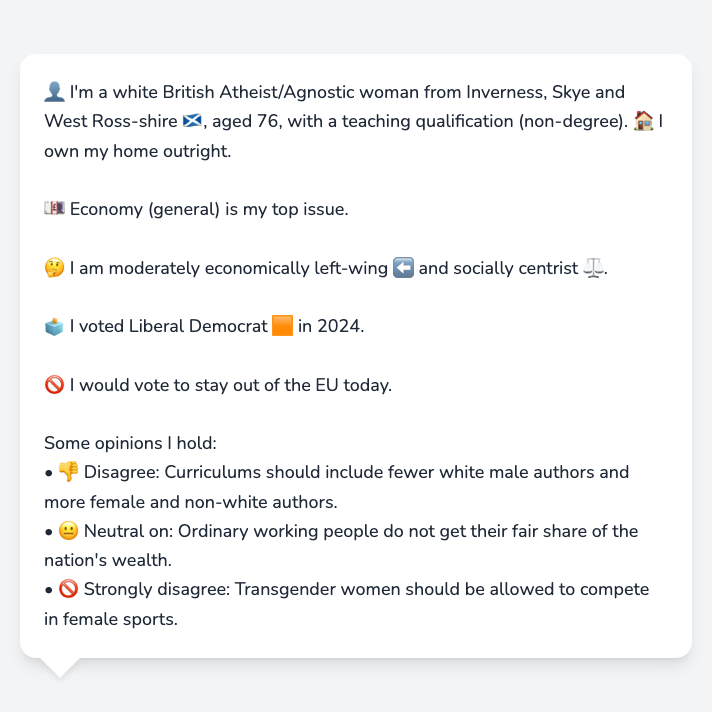 👤 I'm a white British Atheist/Agnostic woman from Inverness, Skye and
West Ross-shire 🏴󠁧󠁢󠁳󠁣󠁴󠁿, aged 76, with a teaching qualification (non-degree). 🏠 I
own my home outright.
💷 Economy (general) is my top issue.
🤔 I am moderately economically left-wing ⬅️ and socially centrist ⚖️.
🗳️ I voted Liberal Democrat 🟧 in 2024.
🚫 I would vote to stay out of the EU today.
Some opinions I hold:
• 👎 Disagree: Curriculums should include fewer white male authors and
more female and non-white authors.
• 😐 Neutral on: Ordinary working people do not get their fair share of the
nation's wealth.
• 🚫 Strongly disagree: Transgender women should be allowed to compete
in female sports.